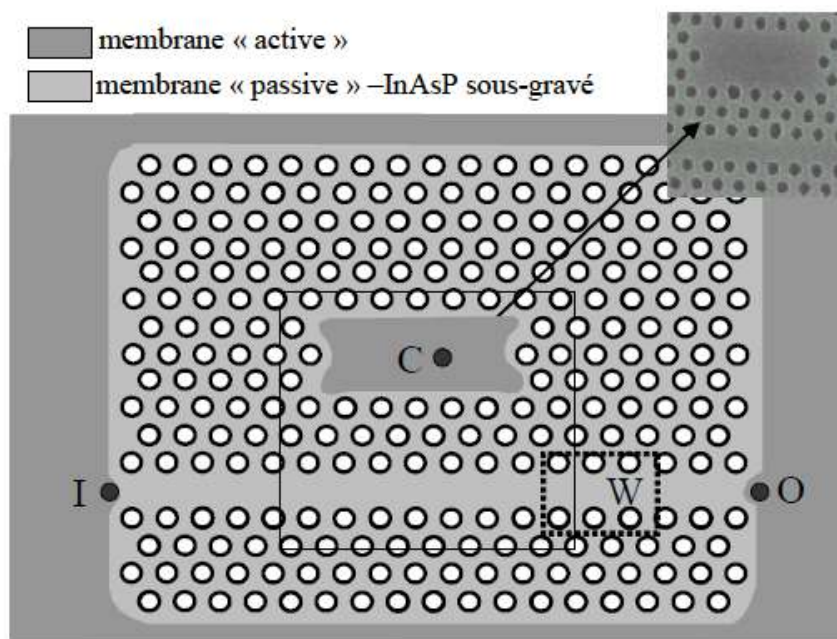 membrane « active »
membrane « passive » –InAsP sous-gravé
C
I
W
O